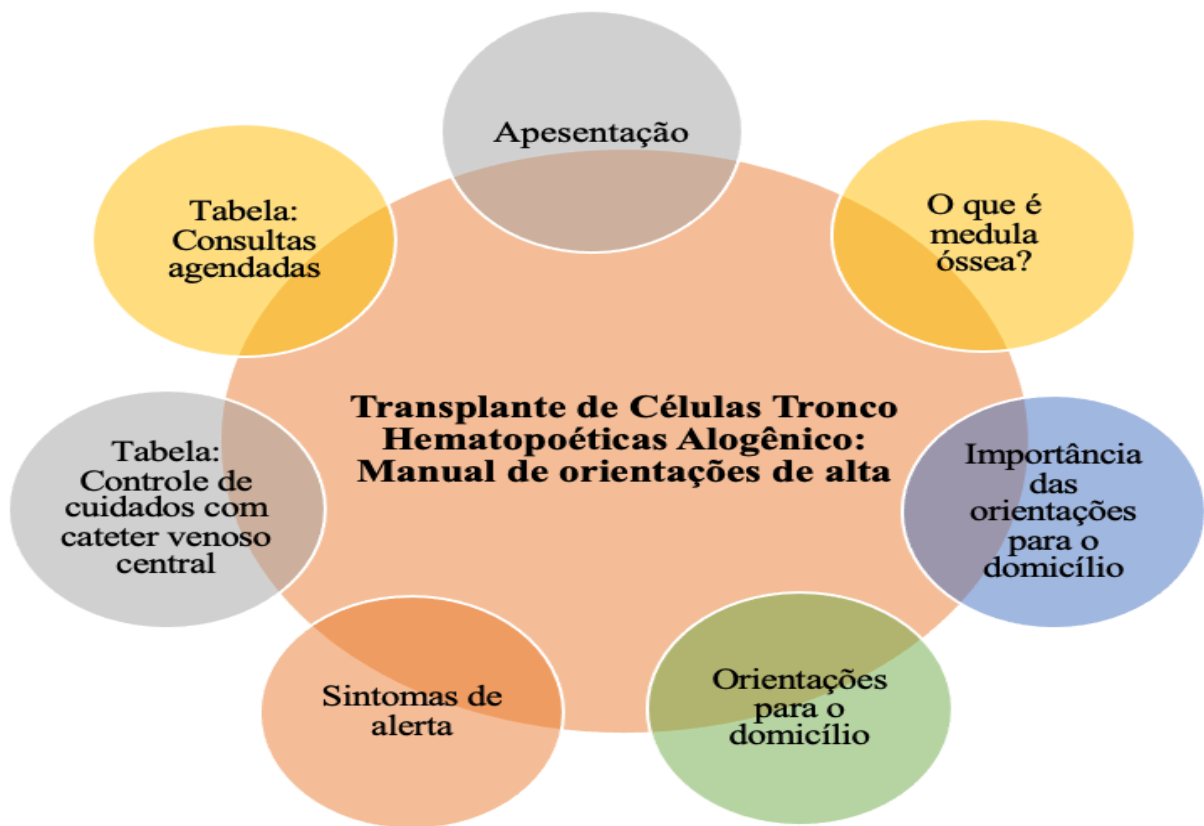 Apesentação
O que é
medula
óssea?
Importância
das
orientações
para o
domicílio
Orientações
para o
domicílio
Sintomas de
alerta
Tabela:
Controle de
cuidados com
cateter venoso
central
Tabela:
Consultas
agendadas
Transplante de Células Tronco
Hematopoéticas Alogênico:
Manual de orientações de alta